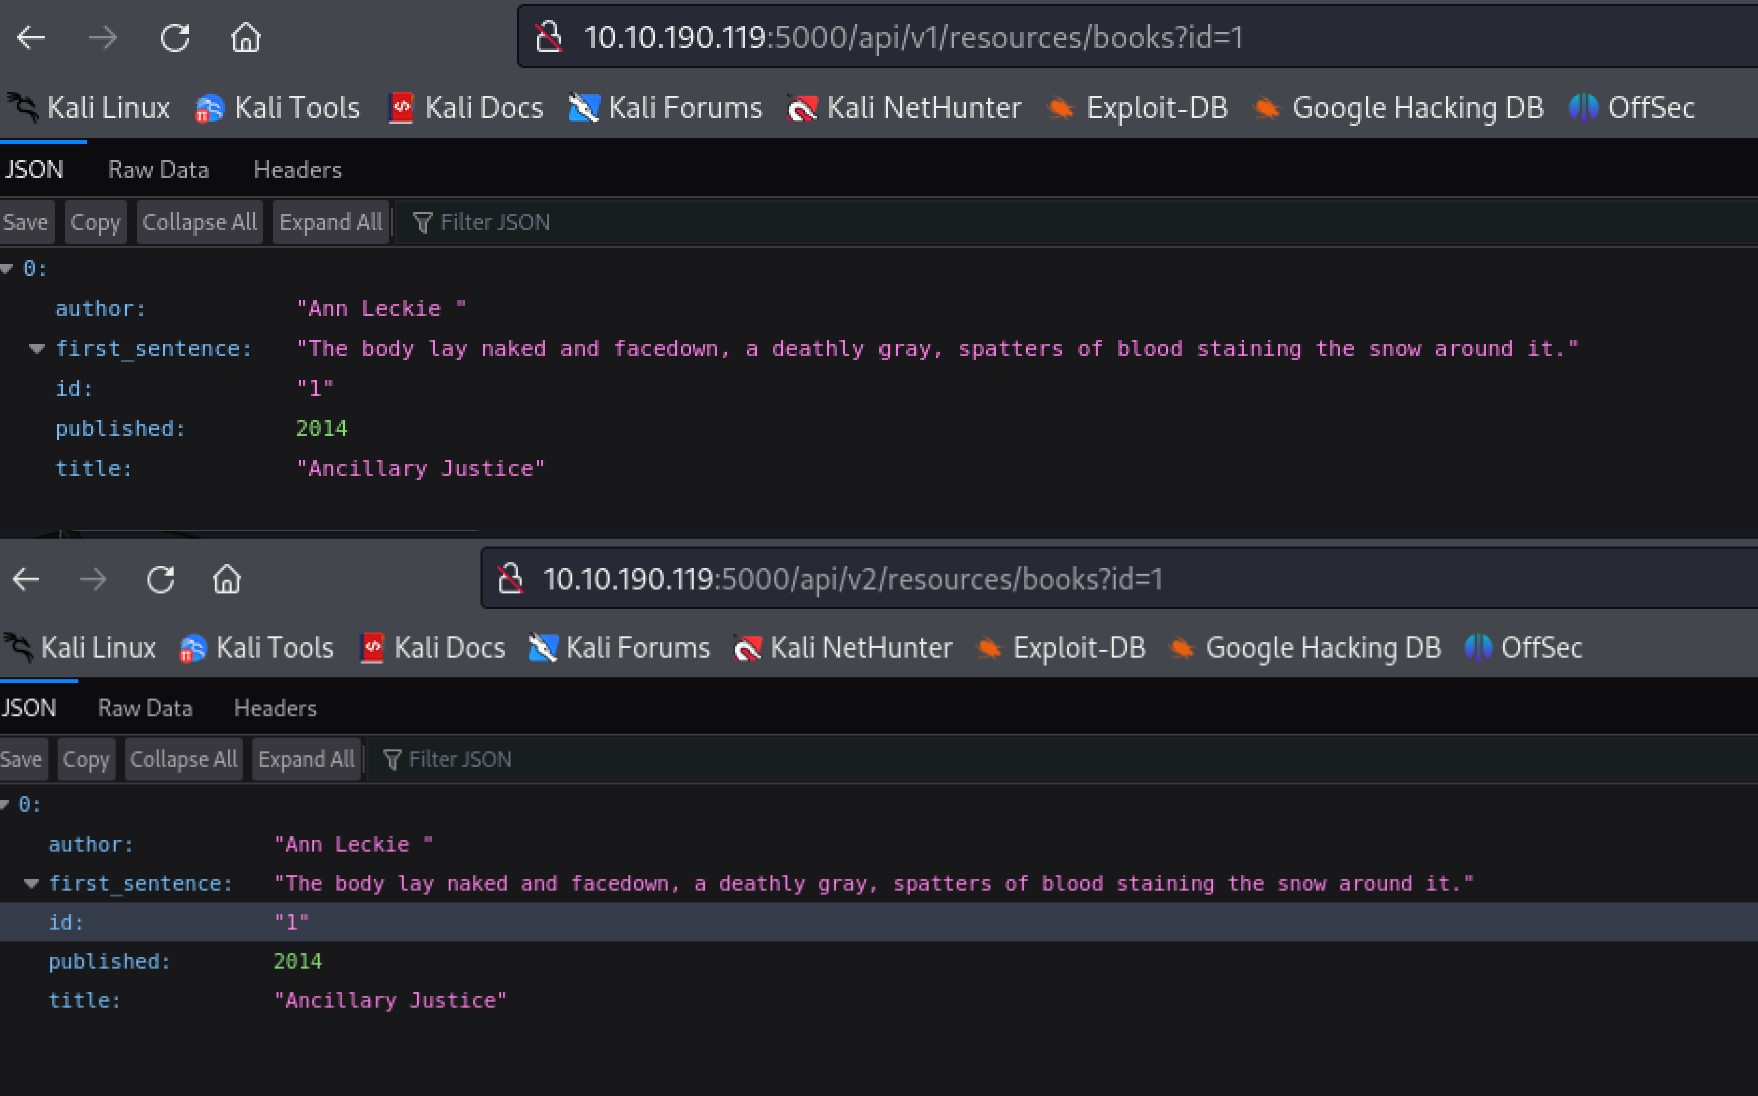 10.10.190.119:5000/api/v1/resources/books?id=1
Kali Linux Kali Tools Kali Docs Kali Forums Kali NetHunter Exploit-DB Google Hacking DB OffSec
JSON Raw Data Headers
Save Copy Collapse All Expand All Filter JSON
0:
author: "Ann Leckie "
first_sentence: "The body lay naked and facedown, a deathly gray, spatters of blood staining the snow around it."
id: "1"
published: 2014
title: "Ancillary Justice"
10.10.190.119:5000/api/v2/resources/books?id=1
Kali Linux Kali Tools Kali Docs Kali Forums Kali NetHunter Exploit-DB Google Hacking DB OffSec
JSON Raw Data Headers
Save Copy Collapse All Expand All Filter JSON
0:
author: "Ann Leckie "
first_sentence: "The body lay naked and facedown, a deathly gray, spatters of blood staining the snow around it."
id: "1"
published: 2014
title: "Ancillary Justice"